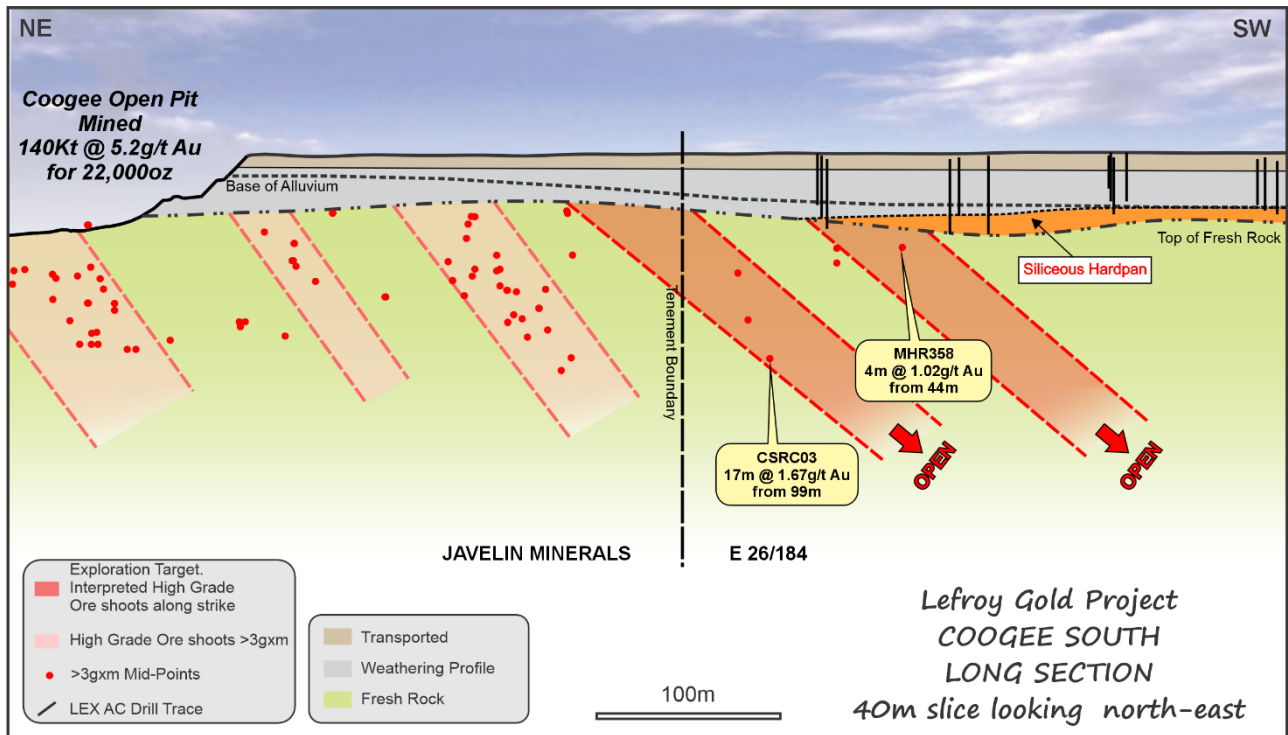 NE
SW
Coogee Open Pit
Mined
140Kt @ 5.2g/t Au
for 22,000oz
Base of Alluvium
Top of Fresh Rock
Siliceous Hardpan
Tenement Boundary
MHR358
4m @ 1.02g/t Au
from 44m
CSRC03
17m @ 1.67g/t Au
from 99m
OPEN
OPEN
JAVELIN MINERALS
E 26/184
Exploration Target.
Interpreted High Grade
Ore shoots along strike
High Grade Ore shoots >3gxm
>3gxm Mid-Points
LEX AC Drill Trace
Transported
Weathering Profile
Fresh Rock
100m
Lefroy Gold Project
COOGEE SOUTH
LONG SECTION
40m slice looking north-east